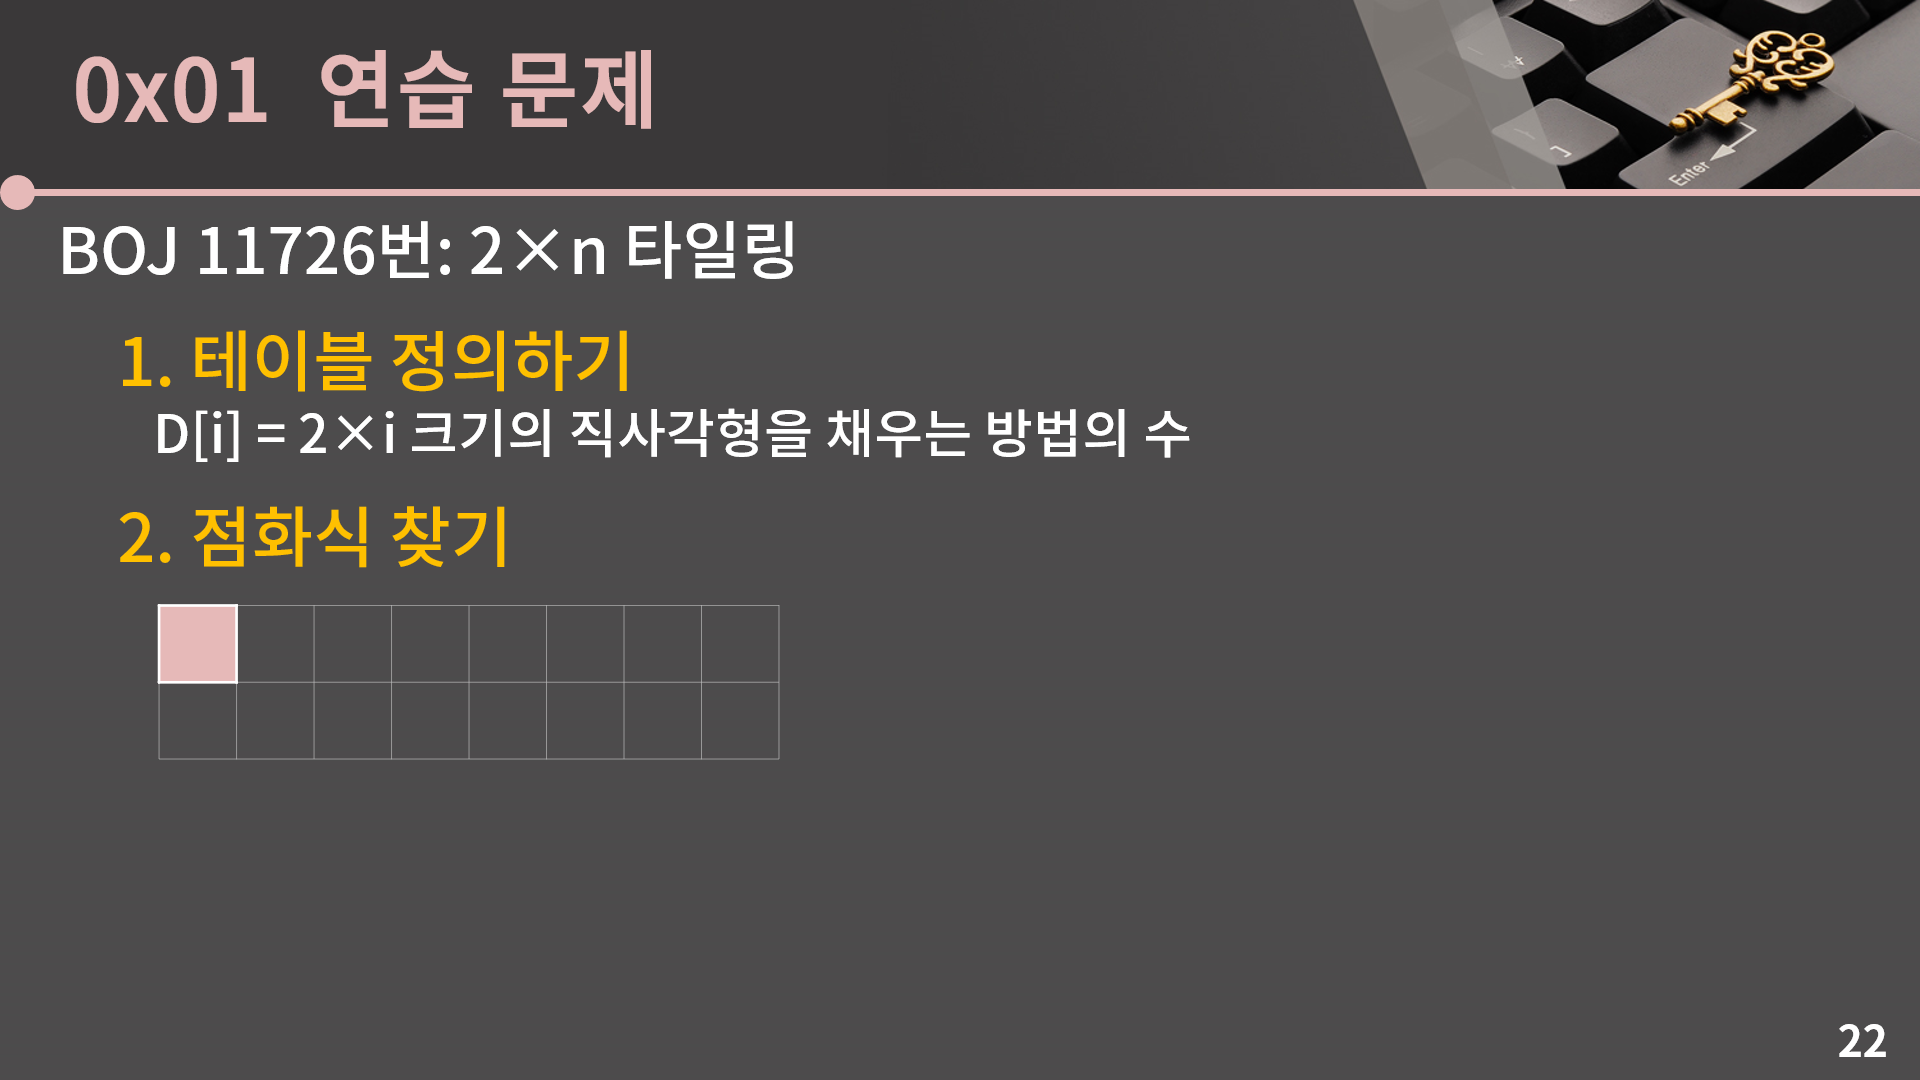 0x01 연습 문제
Enter
BOJ 11726번: 2×n 타일링
1. 테이블 정의하기
D[i] = 2×i 크기의 직사각형을 채우는 방법의 수
2. 점화식 찾기
22